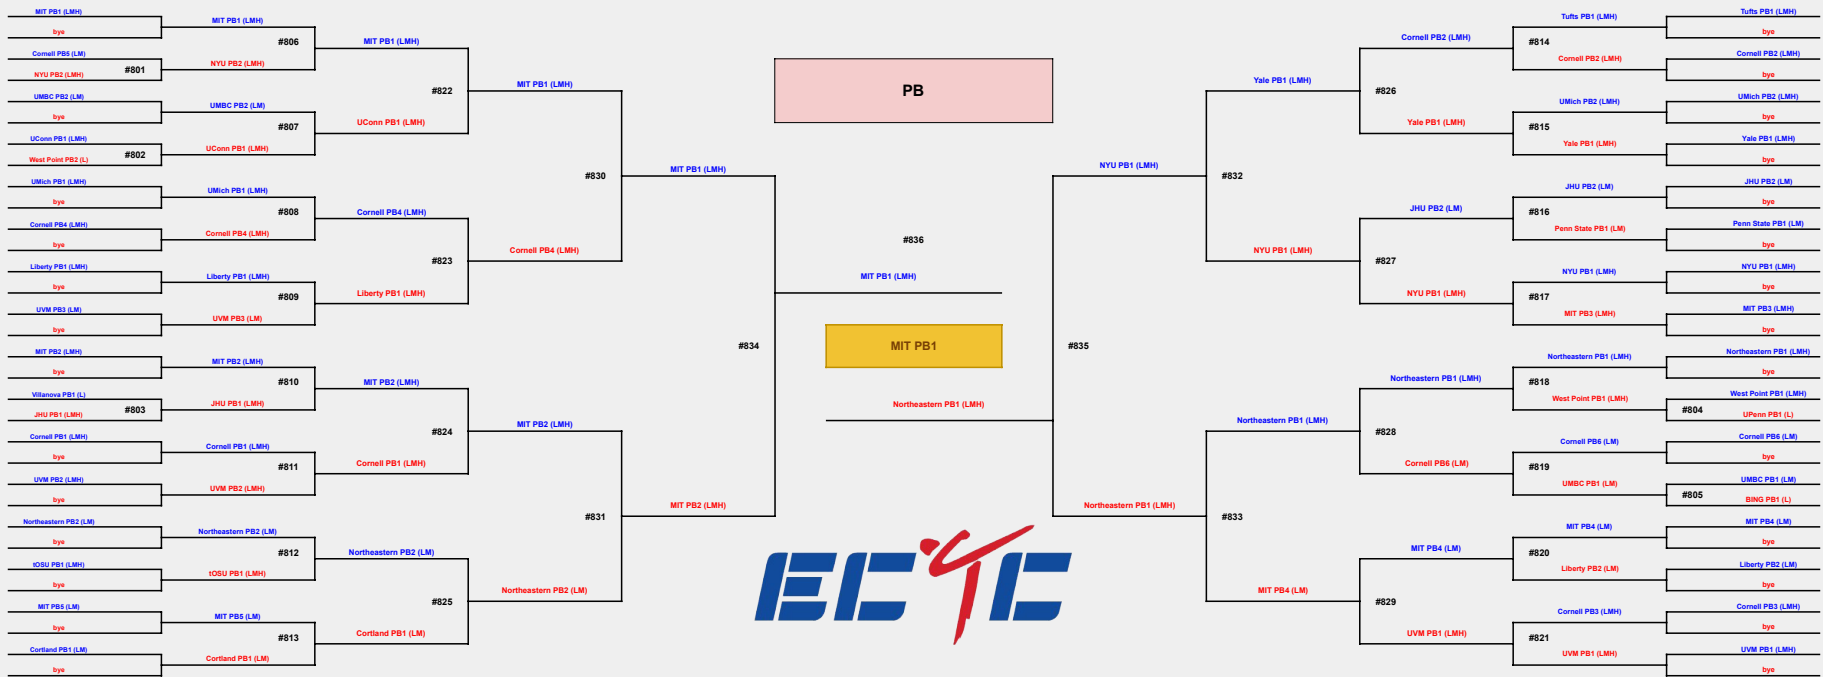 MIT PB1 (LMH)
bye
Cornell PB5 (LM)
NYU PB2 (LMH)
#801
UMBC PB2 (LM)
bye
UConn PB1 (LMH)
West Point PB2 (L)
#802
UMich PB1 (LMH)
bye
Cornell PB4 (LMH)
bye
Liberty PB1 (LMH)
bye
UVM PB3 (LM)
bye
MIT PB2 (LMH)
bye
Villanova PB1 (L)
JHU PB1 (LMH)
#803
Cornell PB1 (LMH)
bye
UVM PB2 (LMH)
bye
Northeastern PB2 (LM)
bye
tOSU PB1 (LMH)
bye
MIT PB5 (LM)
bye
Cortland PB1 (LM)
bye
MIT PB1 (LMH)
#806
NYU PB2 (LMH)
UMBC PB2 (LM)
#807
UConn PB1 (LMH)
UMich PB1 (LMH)
#808
Cornell PB4 (LMH)
Liberty PB1 (LMH)
#809
UVM PB3 (LM)
MIT PB2 (LMH)
#810
JHU PB1 (LMH)
Cornell PB1 (LMH)
#811
UVM PB2 (LMH)
Northeastern PB2 (LM)
#812
tOSU PB1 (LMH)
MIT PB5 (LM)
#813
Cortland PB1 (LM)
MIT PB1 (LMH)
#822
UConn PB1 (LMH)
Cornell PB4 (LMH)
#823
Liberty PB1 (LMH)
MIT PB2 (LMH)
#824
Cornell PB1 (LMH)
Northeastern PB2 (LM)
#825
Cortland PB1 (LM)
MIT PB1 (LMH)
#830
Cornell PB4 (LMH)
MIT PB2 (LMH)
#831
Northeastern PB2 (LM)
MIT PB1 (LMH)
#834
MIT PB2 (LMH)
PB
#836
MIT PB1 (LMH)
MIT PB1
Northeastern PB1 (LMH)
ECTC
NYU PB1 (LMH)
#835
Northeastern PB1 (LMH)
Yale PB1 (LMH)
#832
NYU PB1 (LMH)
Northeastern PB1 (LMH)
#833
MIT PB4 (LM)
Cornell PB2 (LMH)
#826
Yale PB1 (LMH)
JHU PB2 (LM)
#827
NYU PB1 (LMH)
Northeastern PB1 (LMH)
#828
Cornell PB6 (LM)
MIT PB4 (LM)
#829
UVM PB1 (LMH)
Tufts PB1 (LMH)
#814
Cornell PB2 (LMH)
UMich PB2 (LMH)
#815
Yale PB1 (LMH)
JHU PB2 (LM)
#816
Penn State PB1 (LM)
NYU PB1 (LMH)
#817
MIT PB3 (LMH)
Northeastern PB1 (LMH)
#818
West Point PB1 (LMH)
Cornell PB6 (LM)
#819
UMBC PB1 (LM)
MIT PB4 (LM)
#820
Liberty PB2 (LM)
Cornell PB3 (LMH)
#821
UVM PB1 (LMH)
Tufts PB1 (LMH)
bye
Cornell PB2 (LMH)
bye
UMich PB2 (LMH)
bye
Yale PB1 (LMH)
bye
JHU PB2 (LM)
bye
Penn State PB1 (LM)
bye
NYU PB1 (LMH)
bye
MIT PB3 (LMH)
bye
Northeastern PB1 (LMH)
bye
West Point PB1 (LMH)
#804
UPenn PB1 (L)
Cornell PB6 (LM)
bye
UMBC PB1 (LM)
#805
BING PB1 (L)
MIT PB4 (LM)
bye
Liberty PB2 (LM)
bye
Cornell PB3 (LMH)
bye
UVM PB1 (LMH)
bye